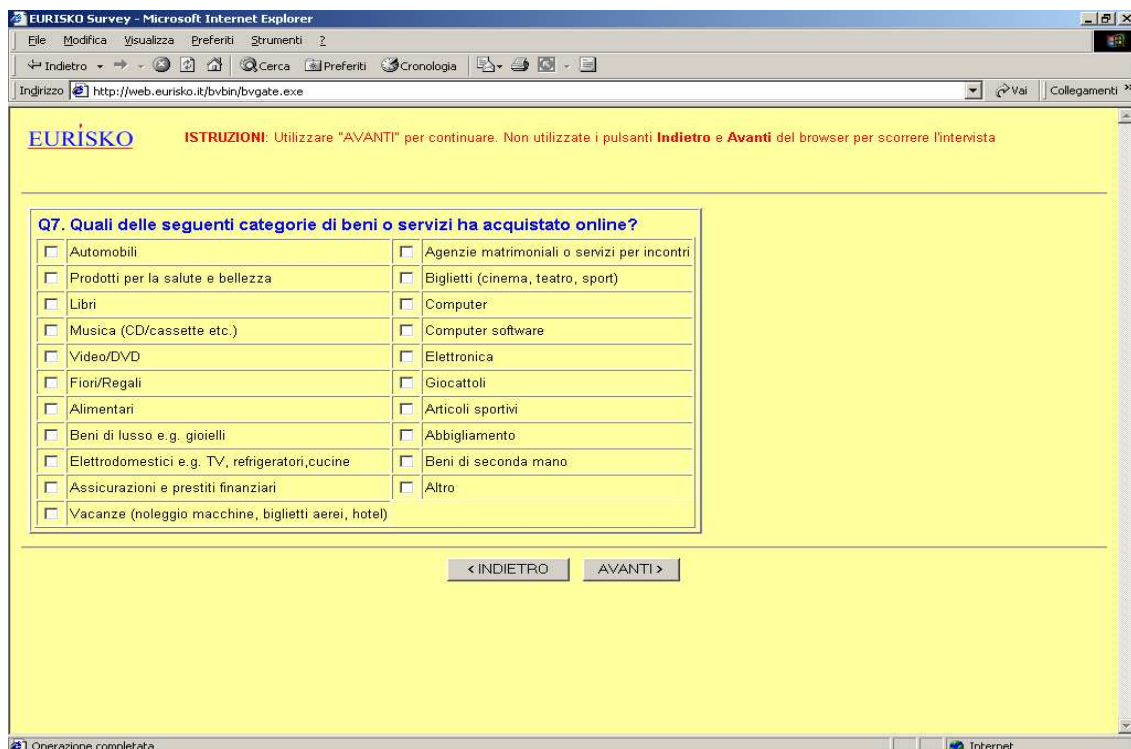 EURISKO Survey - Microsoft Internet Explorer
File Modifica Visualizza Preferiti Strumenti ?
Indietro Cerca Preferiti Cronologia
Indirizzo http://web.eurisko.it/bvbin/bvgate.exe Vai Collegamenti »
EURISKO ISTRUZIONI: Utilizzare "AVANTI" per continuare. Non utilizzate i pulsanti Indietro e Avanti del browser per scorrere l'intervista
Q7. Quali delle seguenti categorie di beni o servizi ha acquistato online?
Automobili Agenzie matrimoniali o servizi per incontri
Prodotti per la salute e bellezza Biglietti (cinema, teatro, sport)
Libri Computer
Musica (CD/cassette etc.) Computer software
Video/DVD Elettronica
Fiori/Regali Giocattoli
Alimentari Articoli sportivi
Beni di lusso e.g. gioielli Abbigliamento
Elettrodomestici e.g. TV, refrigeratori,cucine Beni di seconda mano
Assicurazioni e prestiti finanziari Altro
Vacanze (noleggio macchine, biglietti aerei, hotel)
< INDIETRO AVANTI >
Operazione completata Internet